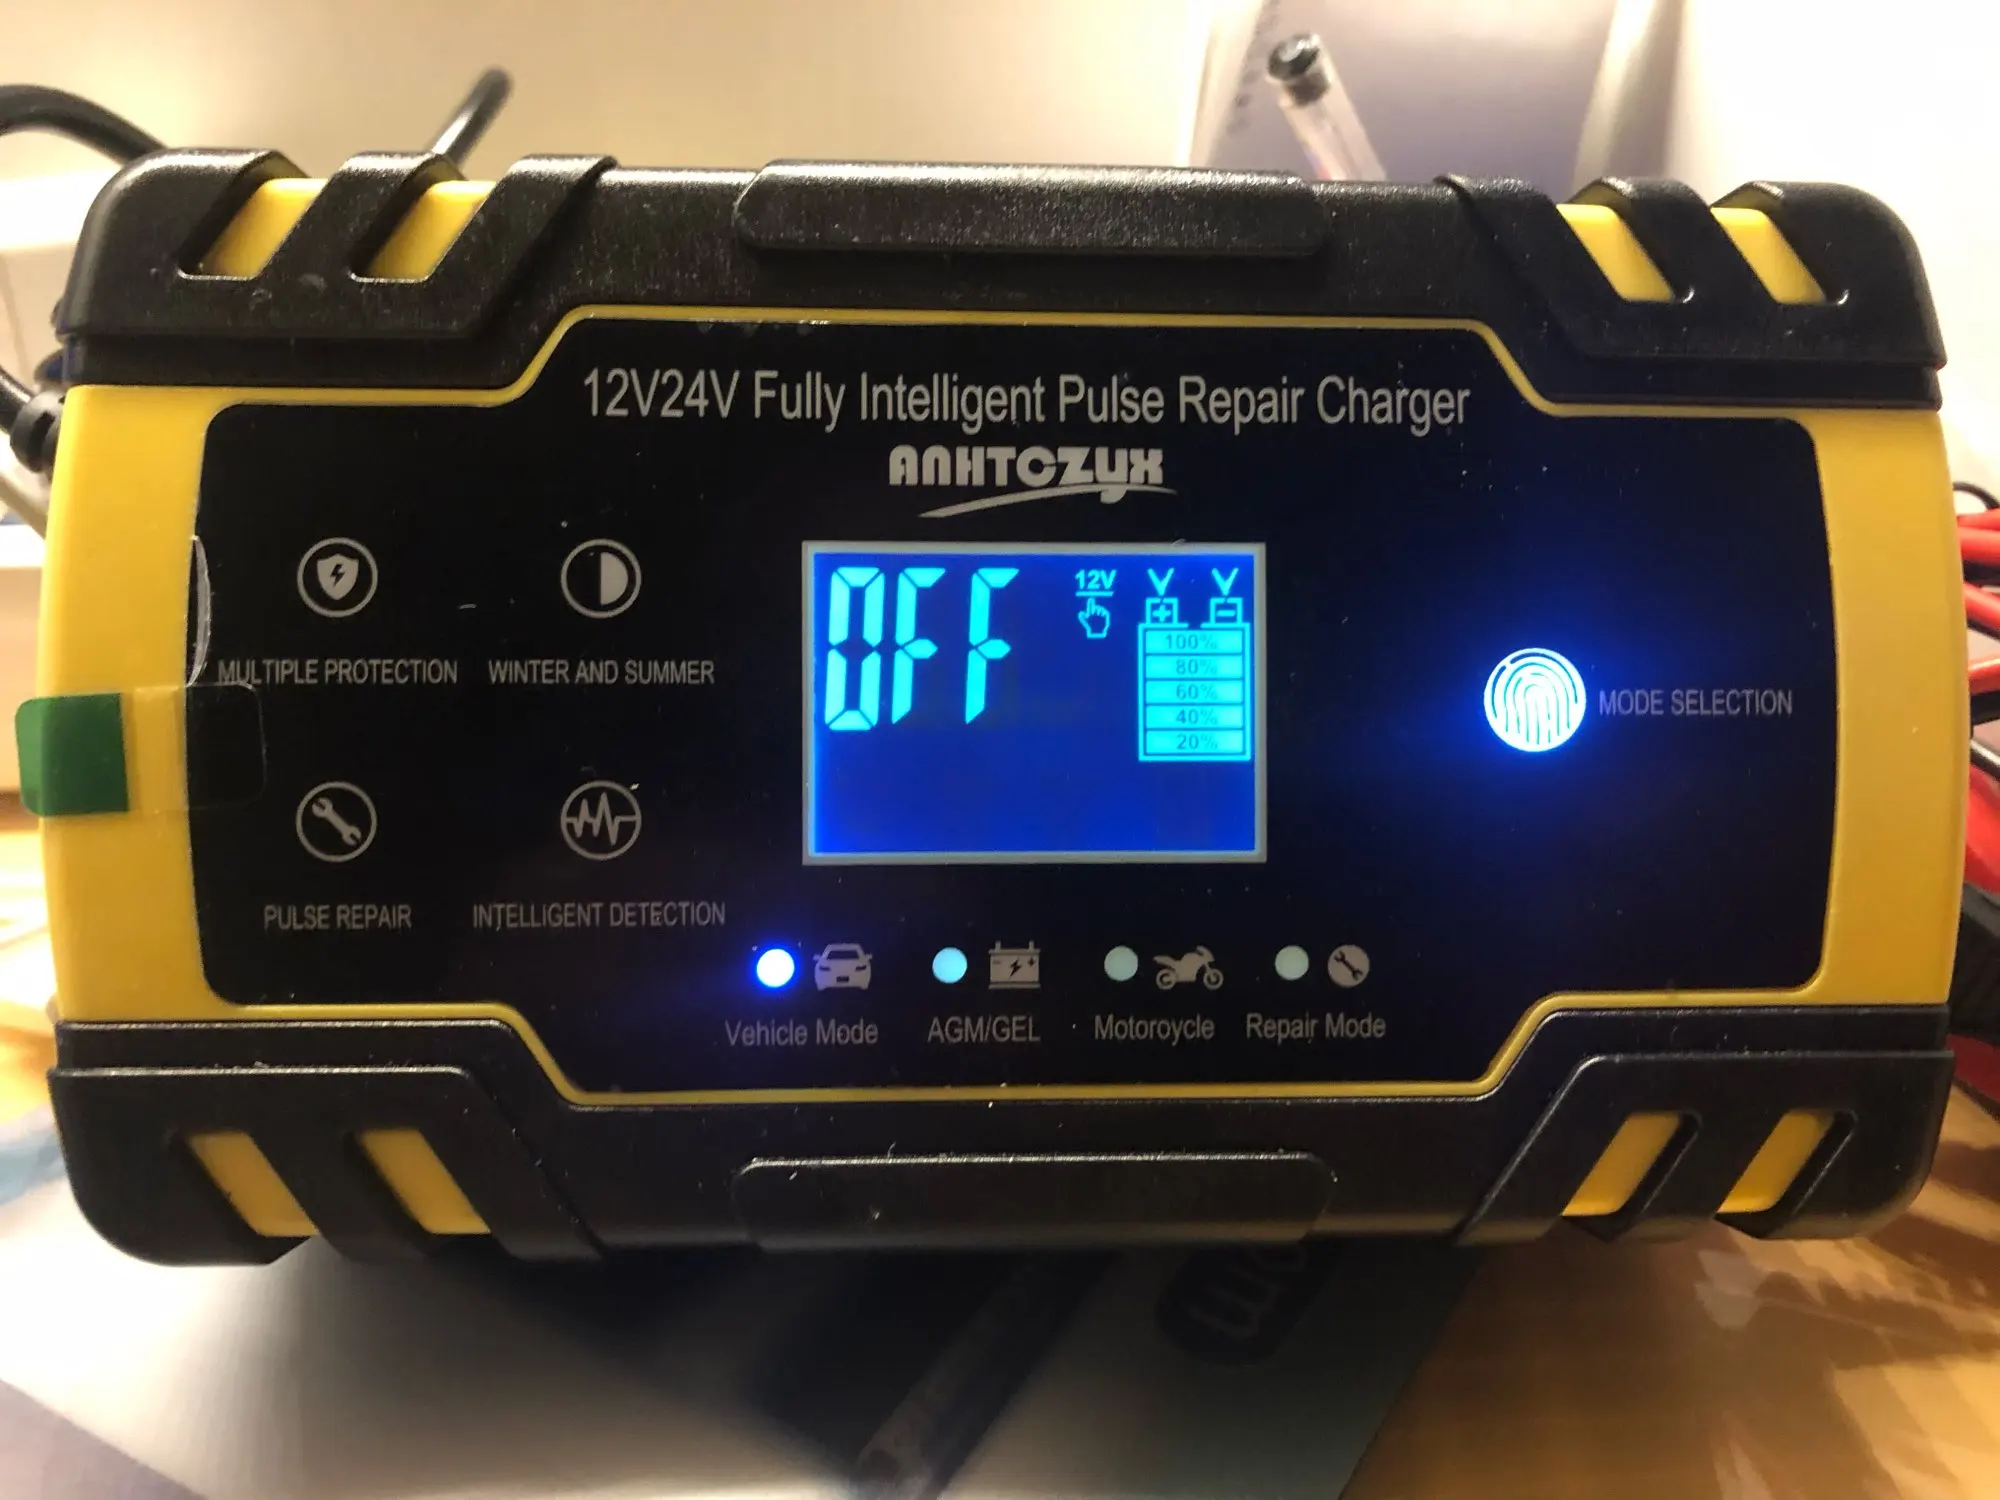 12V24V Fully Intelligent Pulse Repair Charger
ANHTCZYX
OFF
12V
+ −
100%
80%
60%
40%
20%
MULTIPLE PROTECTION
WINTER AND SUMMER
PULSE REPAIR
INTELLIGENT DETECTION
MODE SELECTION
Vehicle Mode
AGM/GEL
Motoroycle
Repair Mode